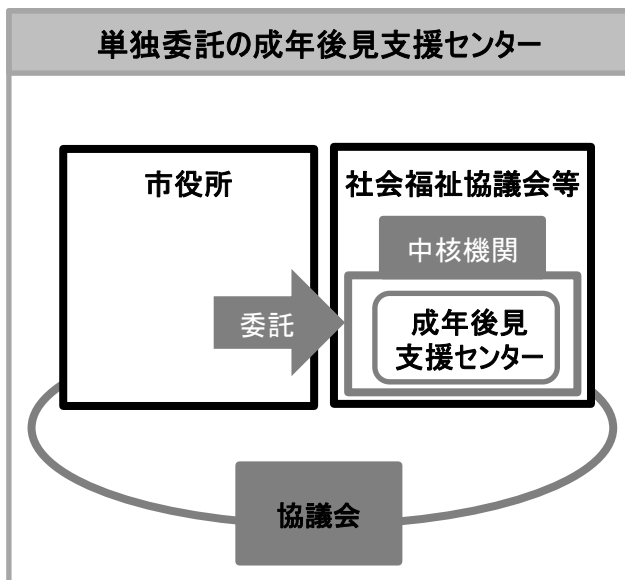 単独委託の成年後見支援センター
市役所
社会福祉協議会等
中核機関
委託
成年後見
支援センター
協議会